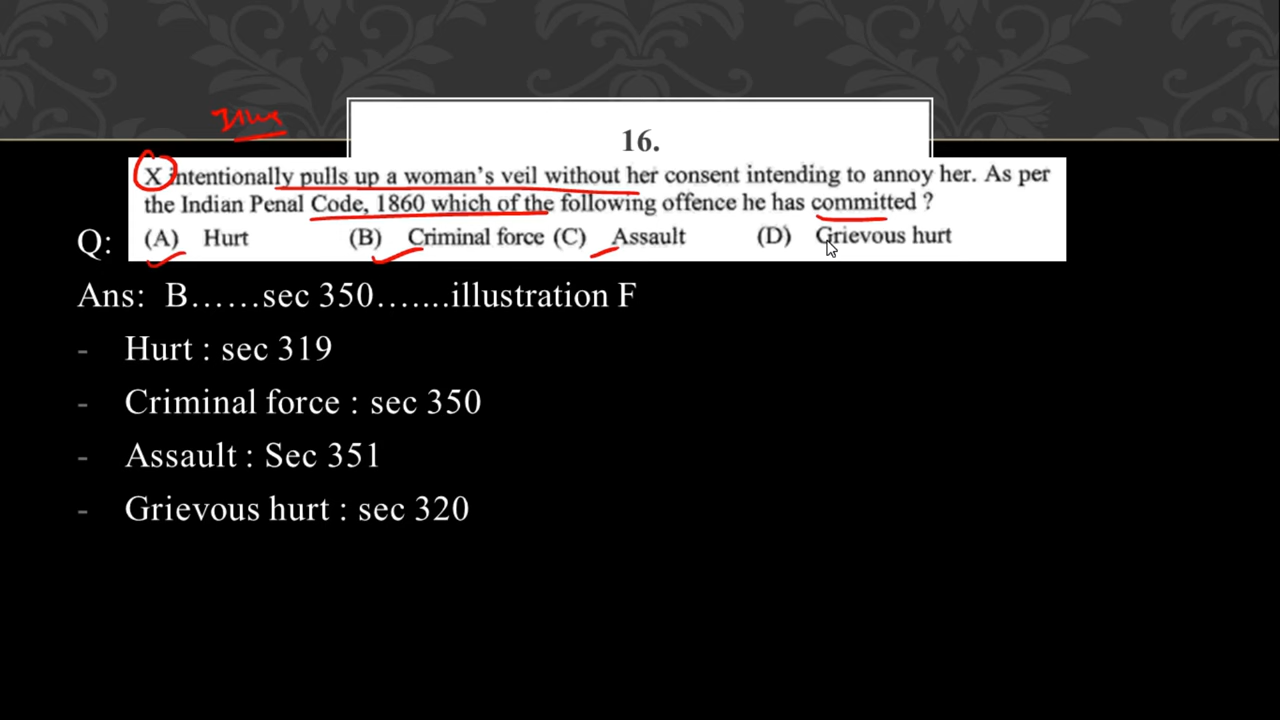 16.
X intentionally pulls up a woman's veil without her consent intending to annoy her. As per
the Indian Penal Code, 1860 which of the following offence he has committed ?
Q: (A) Hurt (B) Criminal force (C) Assault (D) Grievous hurt
Ans: B......sec 350.......illustration F
- Hurt : sec 319
- Criminal force : sec 350
- Assault : Sec 351
- Grievous hurt : sec 320